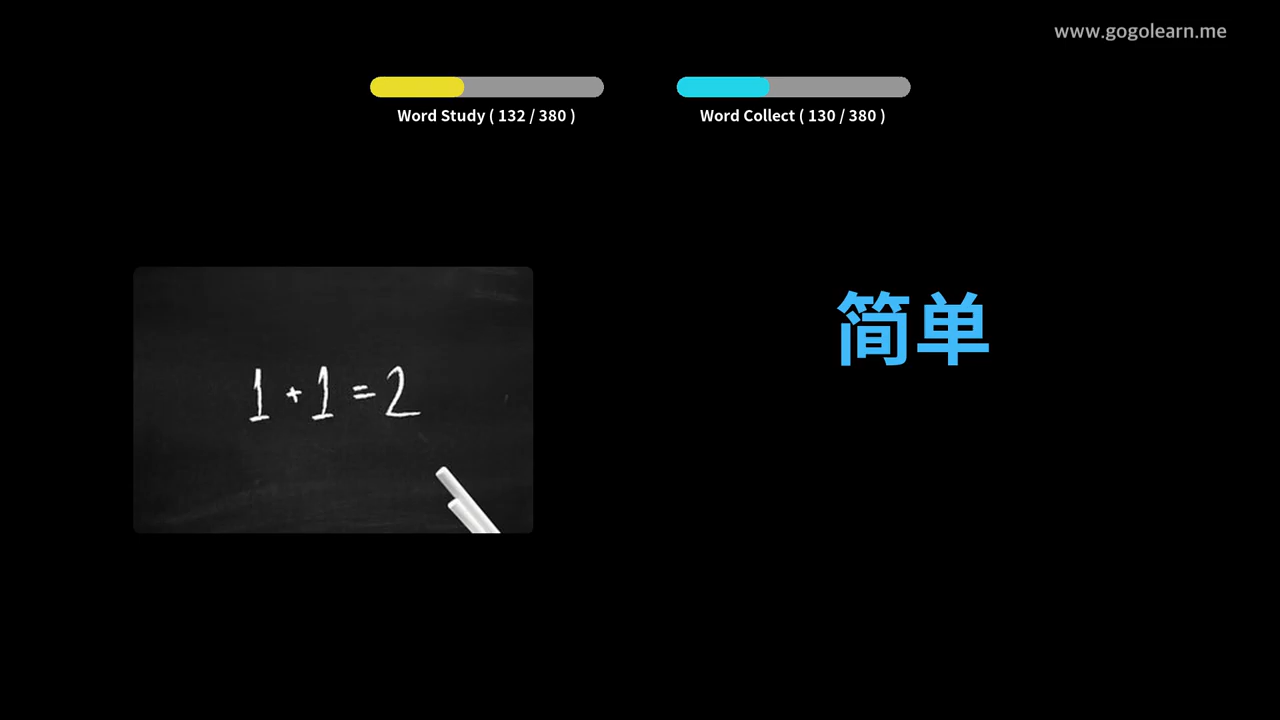 www.gogolearn.me
Word Study ( 132 / 380 )
Word Collect ( 130 / 380 )
简单
1 + 1 = 2